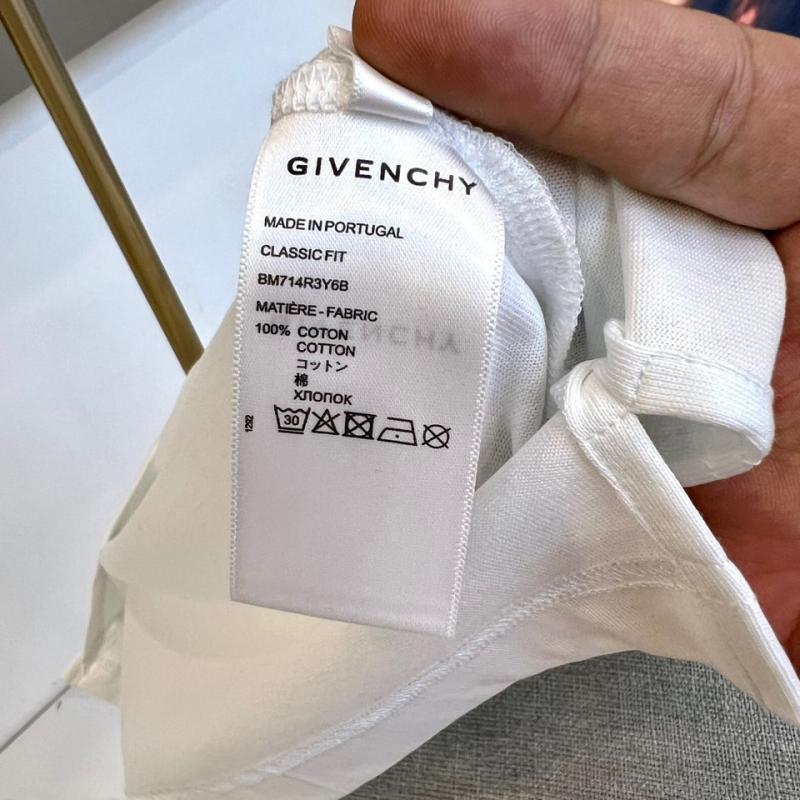 GIVENCHY
MADE IN PORTUGAL
CLASSIC FIT
BM714R3Y6B
MATIÈRE - FABRIC
100% COTON
COTTON
コットン
棉
ХЛОПОК
30
1292